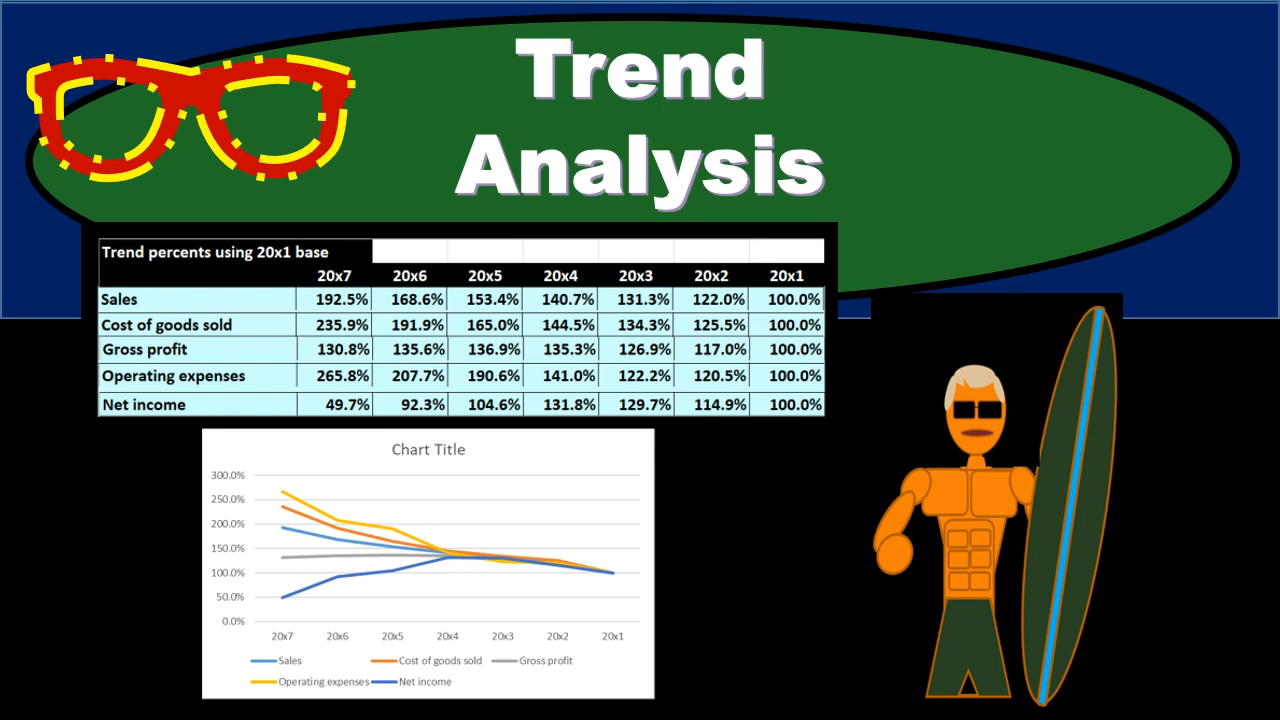 Trend
Analysis
Trend percents using 20x1 base
20x7 20x6 20x5 20x4 20x3 20x2 20x1
Sales 192.5% 168.6% 153.4% 140.7% 131.3% 122.0% 100.0%
Cost of goods sold 235.9% 191.9% 165.0% 144.5% 134.3% 125.5% 100.0%
Gross profit 130.8% 135.6% 136.9% 135.3% 126.9% 117.0% 100.0%
Operating expenses 265.8% 207.7% 190.6% 141.0% 122.2% 120.5% 100.0%
Net income 49.7% 92.3% 104.6% 131.8% 129.7% 114.9% 100.0%
Chart Title
300.0%
250.0%
200.0%
150.0%
100.0%
50.0%
0.0%
20x7 20x6 20x5 20x4 20x3 20x2 20x1
Sales Cost of goods sold Gross profit
Operating expenses Net income